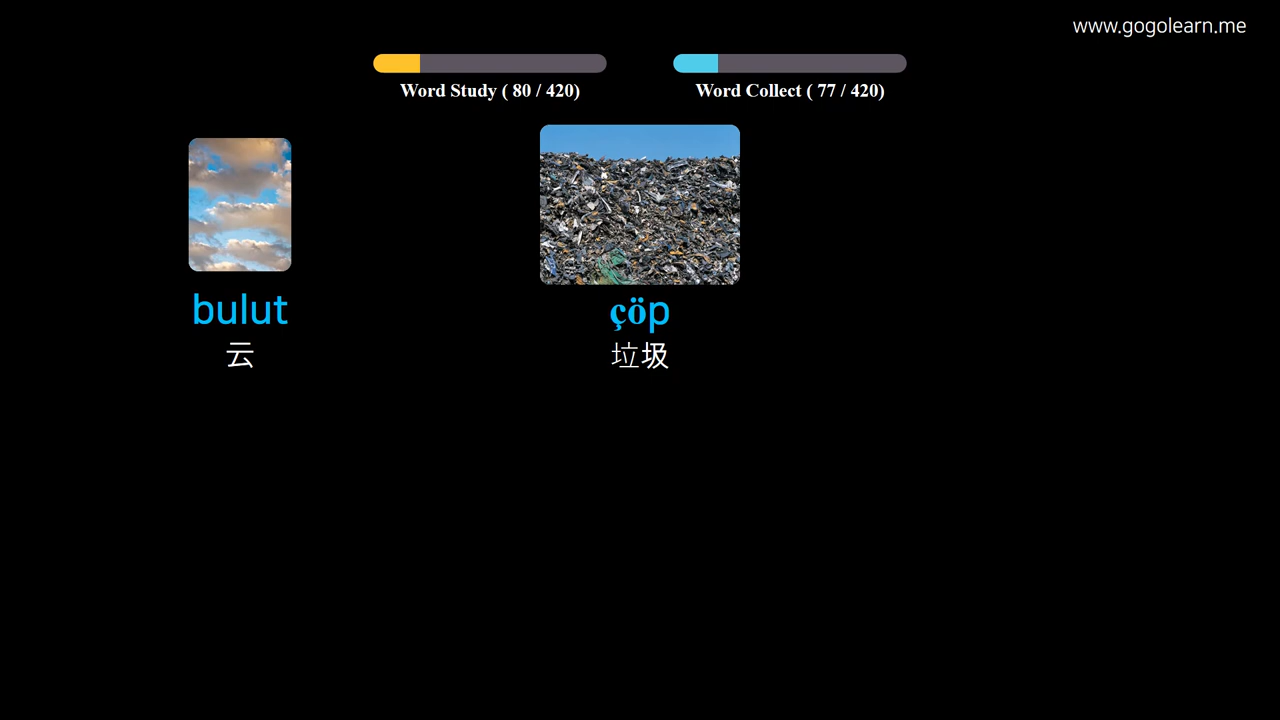 www.gogolearn.me
Word Study ( 80 / 420)
Word Collect ( 77 / 420)
bulut
云
çöp
垃圾